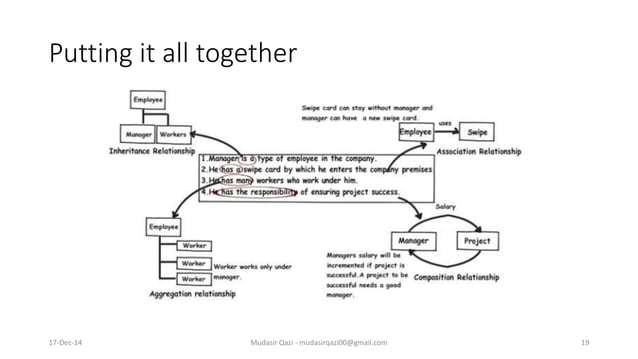 Putting it all together
Employee
Manager
Workers
Inheritance Relationship
Swipe card can stay without manager and
manager can have a new swipe card.
Employee
uses
Swipe
Association Relationship
1.Manager is a type of employee in the company.
2.He has a swipe card by which he enters the company premises
3.He has many workers who work under him.
4.He has the responsibility of ensuring project success.
Employee
Worker
Worker
Worker
Worker works only under
manager.
Aggregation relationship
Salary
Manager
Project
Managers salary will be
incremented if project is
successful.A project to be
successful needs a good
manager.
Composition Relationship
17-Dec-14
Mudasir Qazi - mudasirqazi00@gmail.com
19